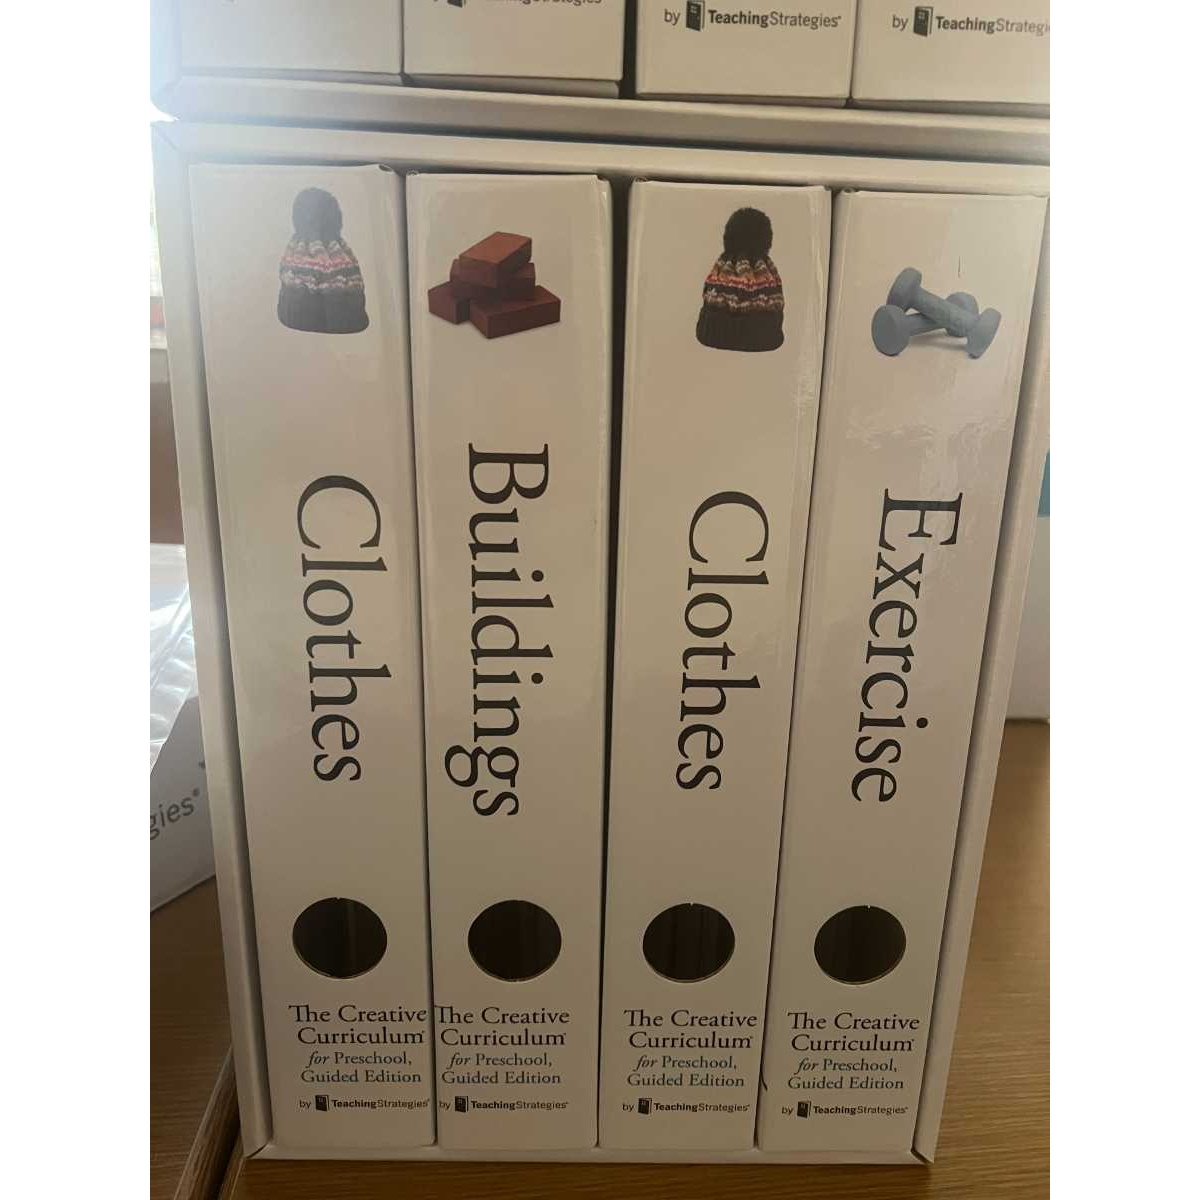 by TeachingStrategies®
by TeachingStrategi
Clothes
The Creative
Curriculum®
for Preschool,
Guided Edition
by TeachingStrategies®
Buildings
The Creative
Curriculum®
for Preschool,
Guided Edition
by TeachingStrategies®
Clothes
The Creative
Curriculum®
for Preschool,
Guided Edition
by TeachingStrategies®
Exercise
The Creative
Curriculum®
for Preschool,
Guided Edition
by TeachingStrategies®
gies®